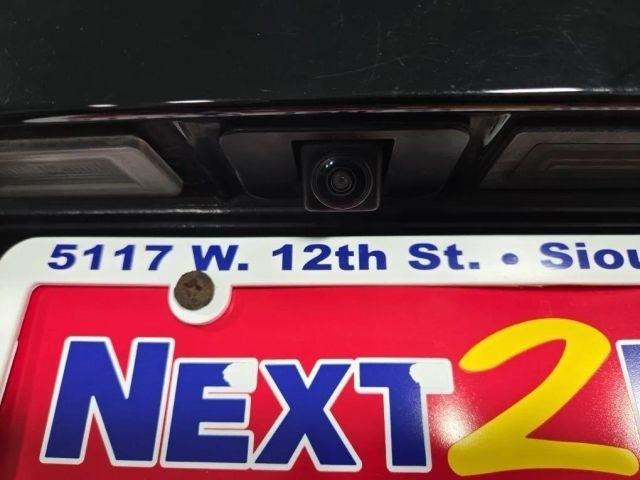 5117 W. 12th St. • Siou
NEXT2